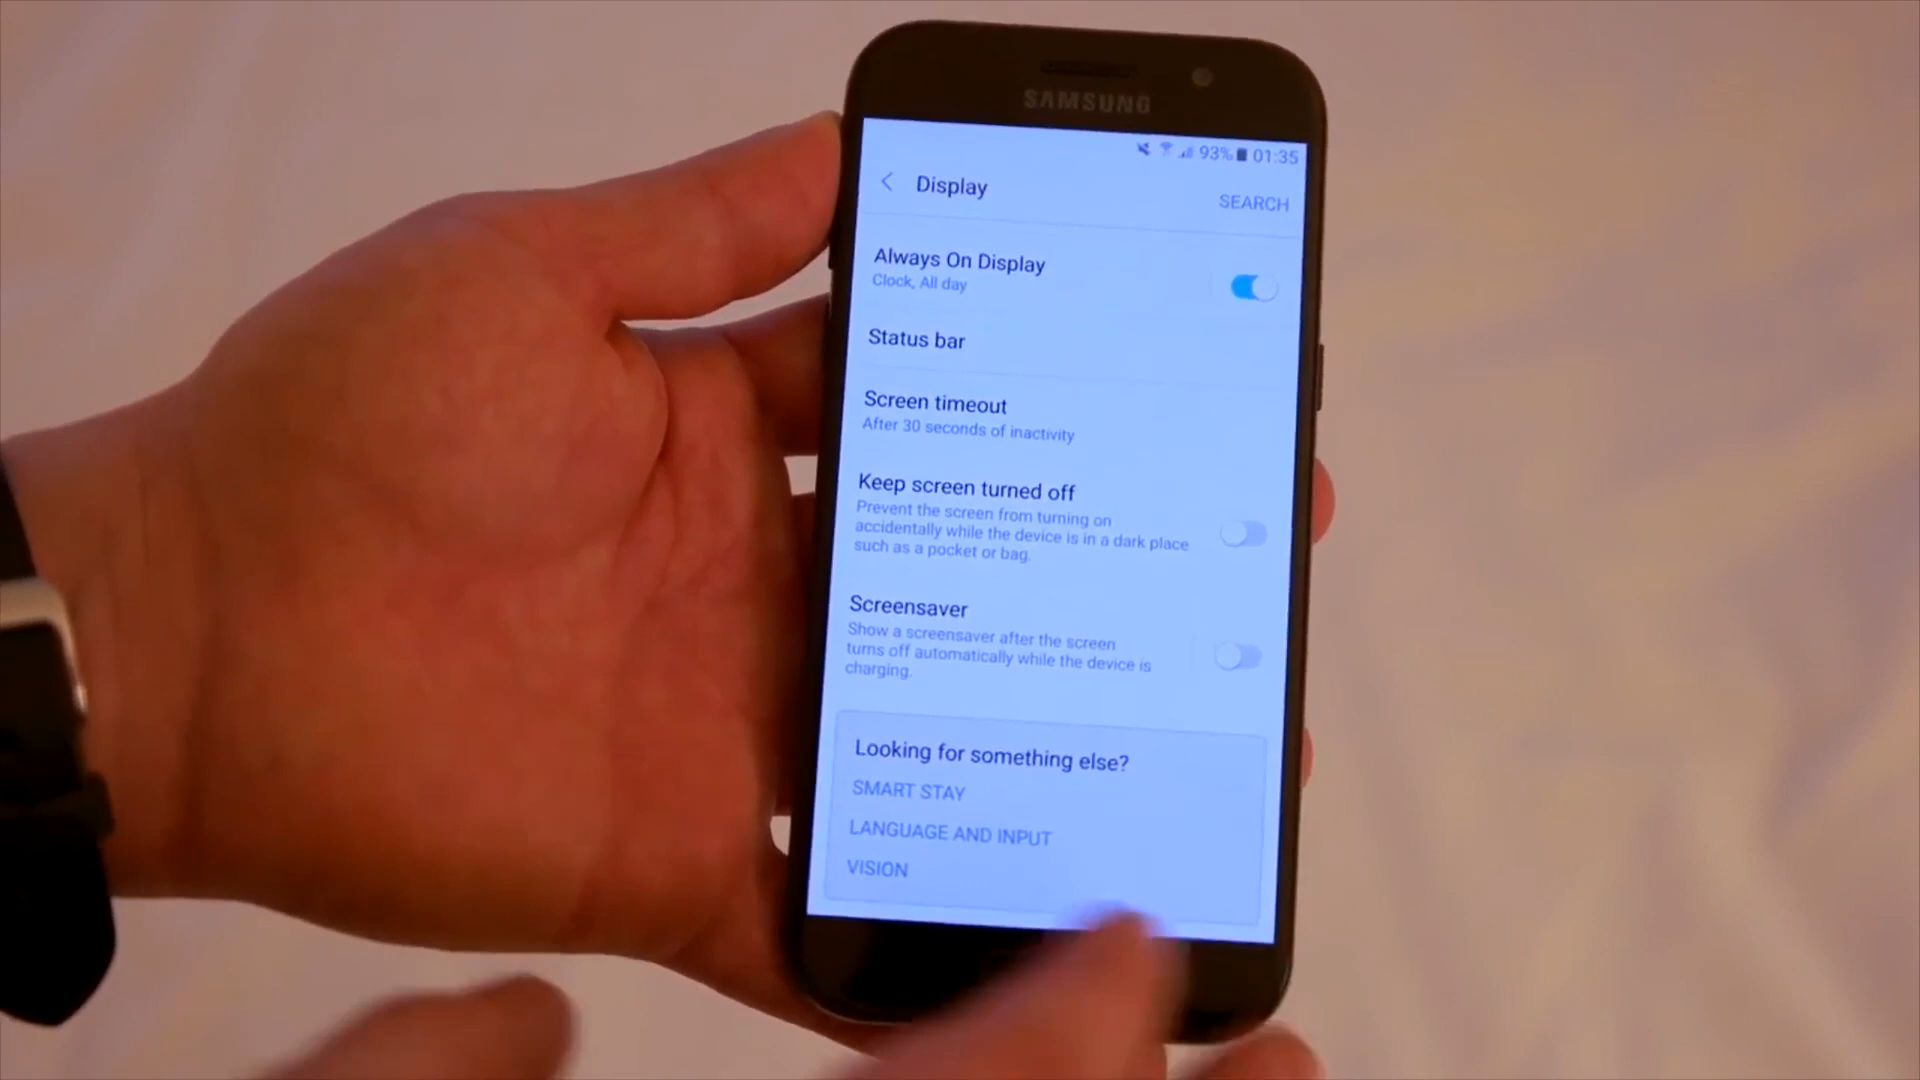 SAMSUNG
93% 01:35
Display
SEARCH
Always On Display
Clock, All day
Status bar
Screen timeout
After 30 seconds of inactivity
Keep screen turned off
Prevent the screen from turning on
accidentally while the device is in a dark place
such as a pocket or bag.
Screensaver
Show a screensaver after the screen
turns off automatically while the device is
charging.
Looking for something else?
SMART STAY
LANGUAGE AND INPUT
VISION